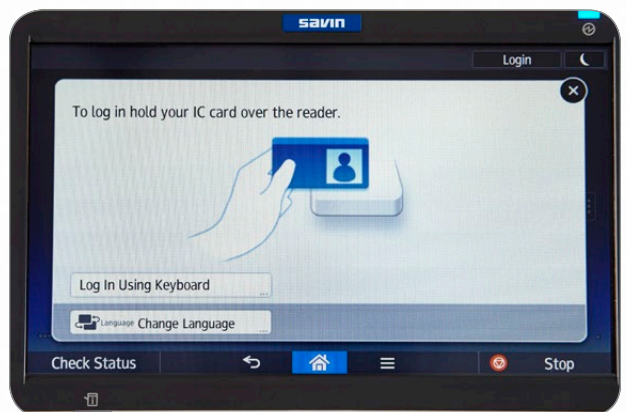 savin
Login
To log in hold your IC card over the reader.
Log In Using Keyboard
Language Change Language
Check Status
Stop